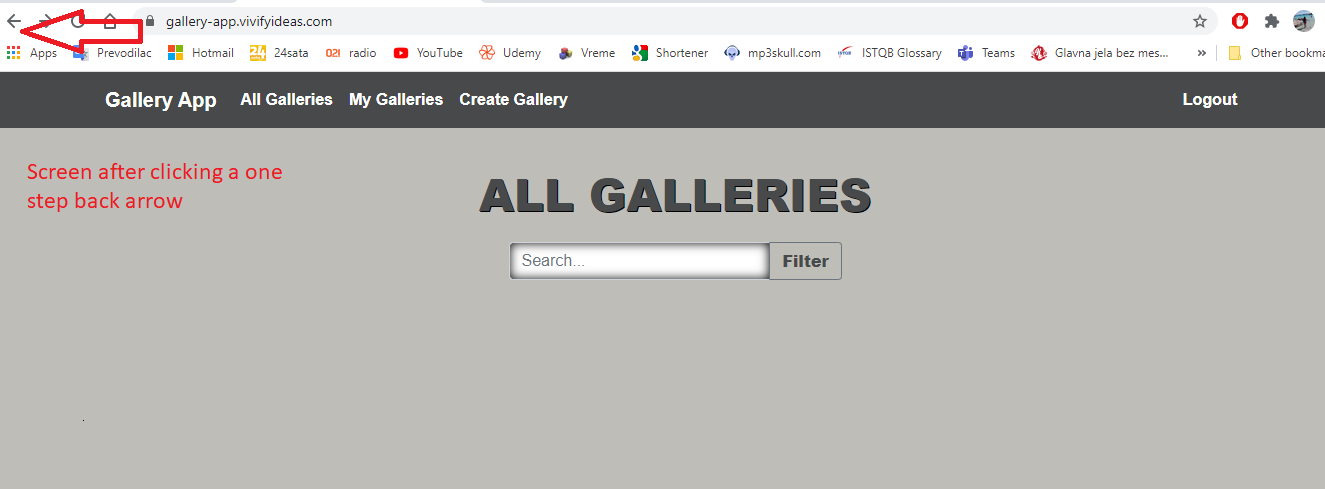 gallery-app.vivifyideas.com
Apps Prevodilac Hotmail 24sata 021 radio YouTube Udemy Vreme Shortener mp3skull.com ISTQB Glossary Teams Glavna jela bez mes... » Other bookma
Gallery App All Galleries My Galleries Create Gallery Logout
Screen after clicking a one
step back arrow
ALL GALLERIES
Search... Filter